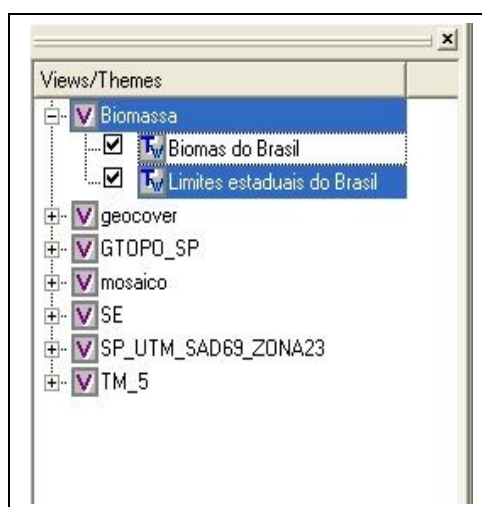 Views/Themes
Biomassa
Biomas do Brasil
Limites estaduais do Brasil
geocover
GTOPO_SP
mosaico
SE
SP_UTM_SAD69_ZONA23
TM_5